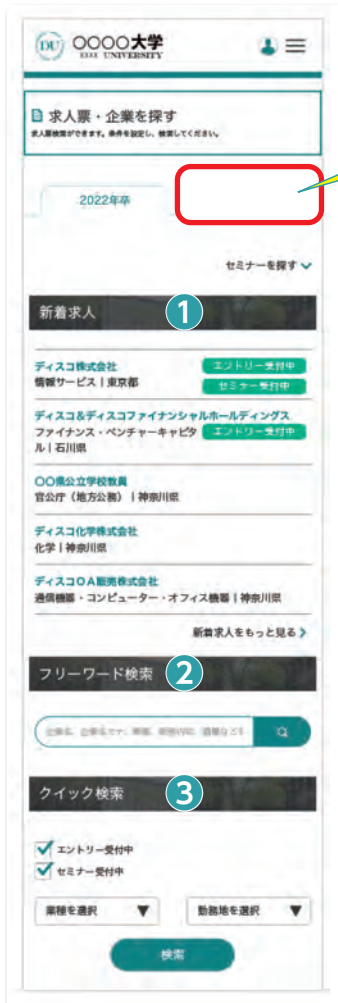 DU
〇〇〇〇大学
XXXX UNIVERSITY
求人票・企業を探す
求人票検索ができます。条件を設定し、検索してください。
2022年卒
セミナーを探す
新着求人
1
ディスコ株式会社
エントリー受付中
情報サービス | 東京都
セミナー受付中
ディスコ&ディスコファイナンシャルホールディングス
ファイナンス・ベンチャーキャピタ
エントリー受付中
ル | 石川県
〇〇県公立学校教員
官公庁（地方公務） | 神奈川県
ディスコ化学株式会社
化学 | 神奈川県
ディスコOA販売株式会社
通信機器・コンピューター・オフィス機器 | 神奈川県
新着求人をもっと見る
フリーワード検索
2
クイック検索
3
エントリー受付中
セミナー受付中
業種を選択 ▼
勤務地を選択 ▼
検索